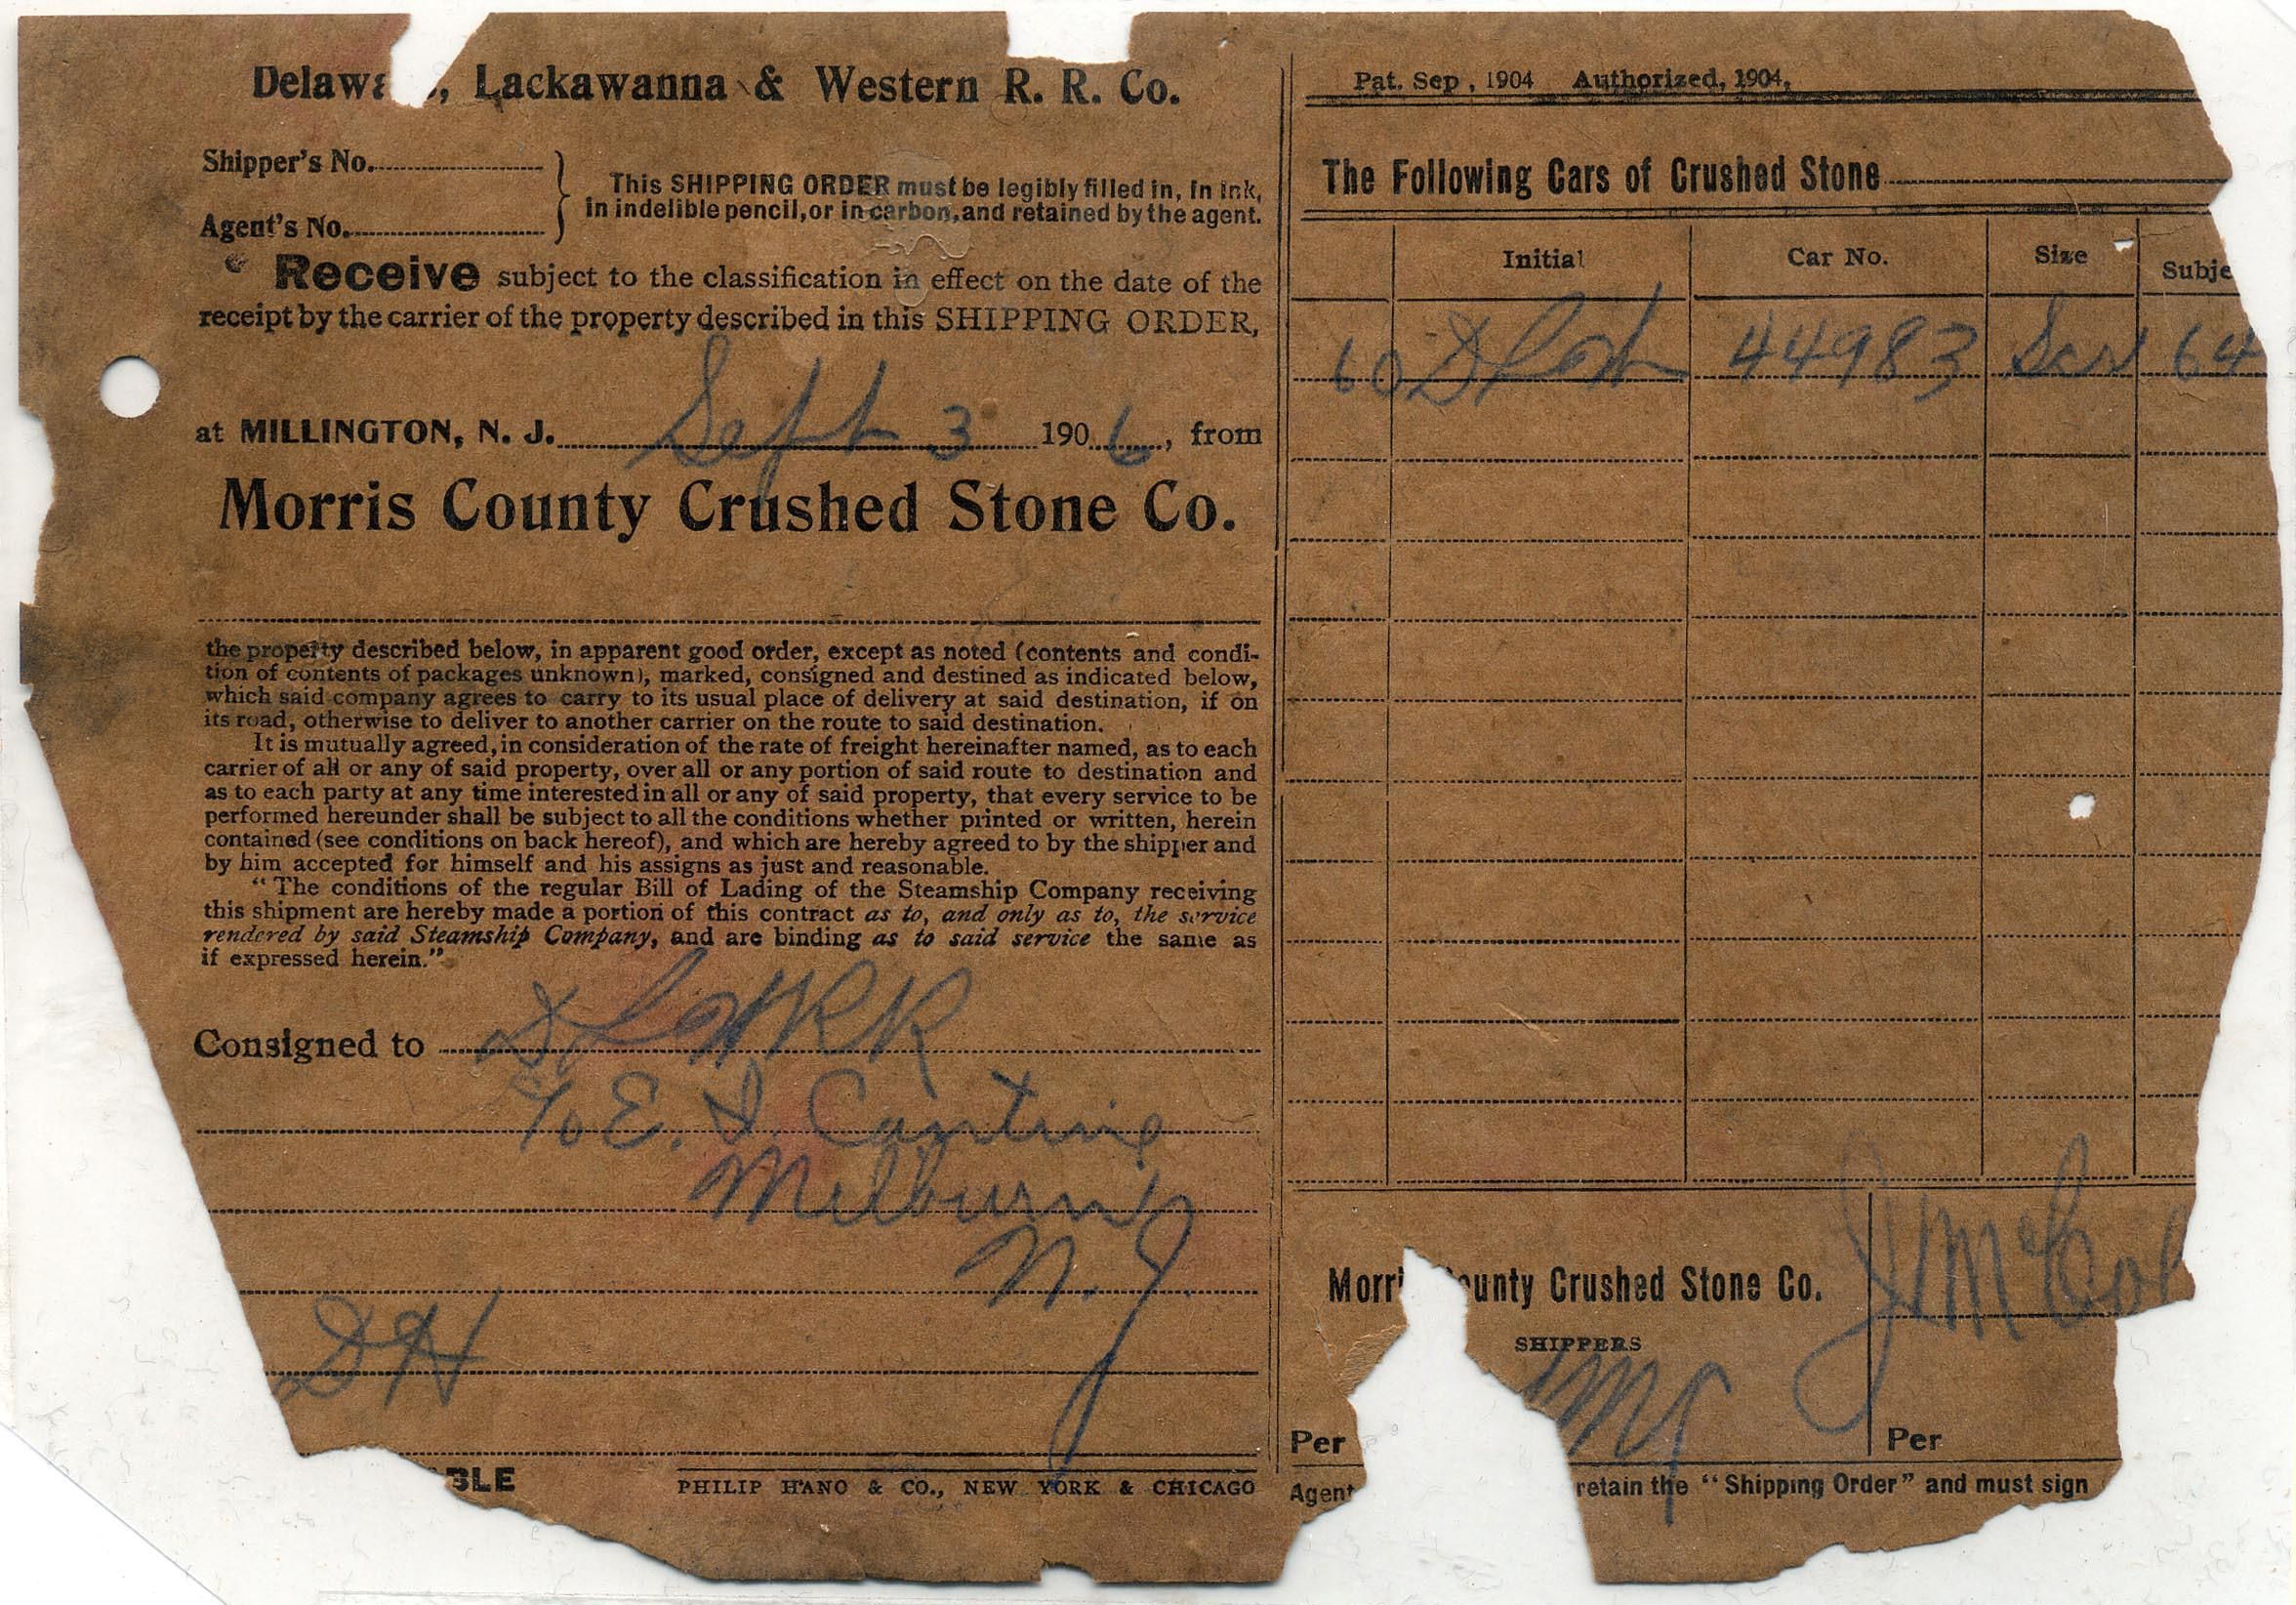 Delawa , Lackawanna & Western R. R. Co.
Shipper's No.
Agent's No.
This SHIPPING ORDER must be legibly filled in, in ink,
in indelible pencil, or in carbon, and retained by the agent.
Receive subject to the classification in effect on the date of the
receipt by the carrier of the property described in this SHIPPING ORDER,
at MILLINGTON, N. J. Sept 3 1906, from
Morris County Crushed Stone Co.
the property described below, in apparent good order, except as noted (contents and condi-
tion of contents of packages unknown), marked, consigned and destined as indicated below,
which said company agrees to carry to its usual place of delivery at said destination, if on
its road, otherwise to deliver to another carrier on the route to said destination.
It is mutually agreed, in consideration of the rate of freight hereinafter named, as to each
carrier of all or any of said property, over all or any portion of said route to destination and
as to each party at any time interested in all or any of said property, that every service to be
performed hereunder shall be subject to all the conditions whether printed or written, herein
contained (see conditions on back hereof), and which are hereby agreed to by the shipper and
by him accepted for himself and his assigns as just and reasonable.
"The conditions of the regular Bill of Lading of the Steamship Company receiving
this shipment are hereby made a portion of this contract as to, and only as to, the service
rendered by said Steamship Company, and are binding as to said service the same as
if expressed herein."
Consigned to D L & W R R
c/o E. I. Cantine
Milburn
N. J.
DH
BLE
PHILIP HANO & CO., NEW YORK & CHICAGO
Pat. Sep , 1904 Authorized, 1904,
The Following Cars of Crushed Stone
Initial Car No. Size Subje
60 44983 Scr 64
Morri ounty Crushed Stone Co.
SHIPPERS
J McCol
Per
Per
Agent retain the "Shipping Order" and must sign